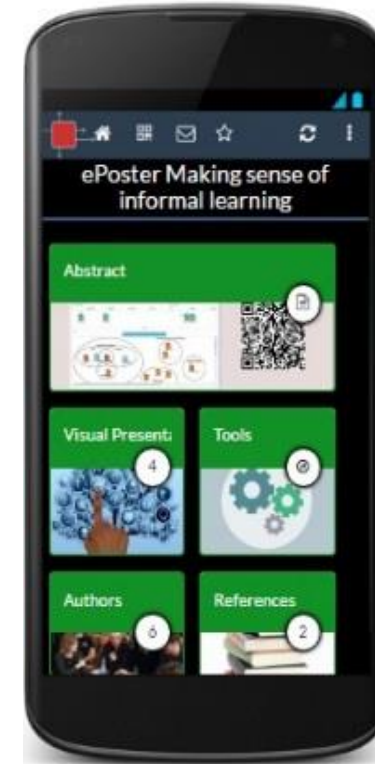 ePoster Making sense of
informal learning
Abstract
Visual Present
4
Tools
Authors
6
References
2